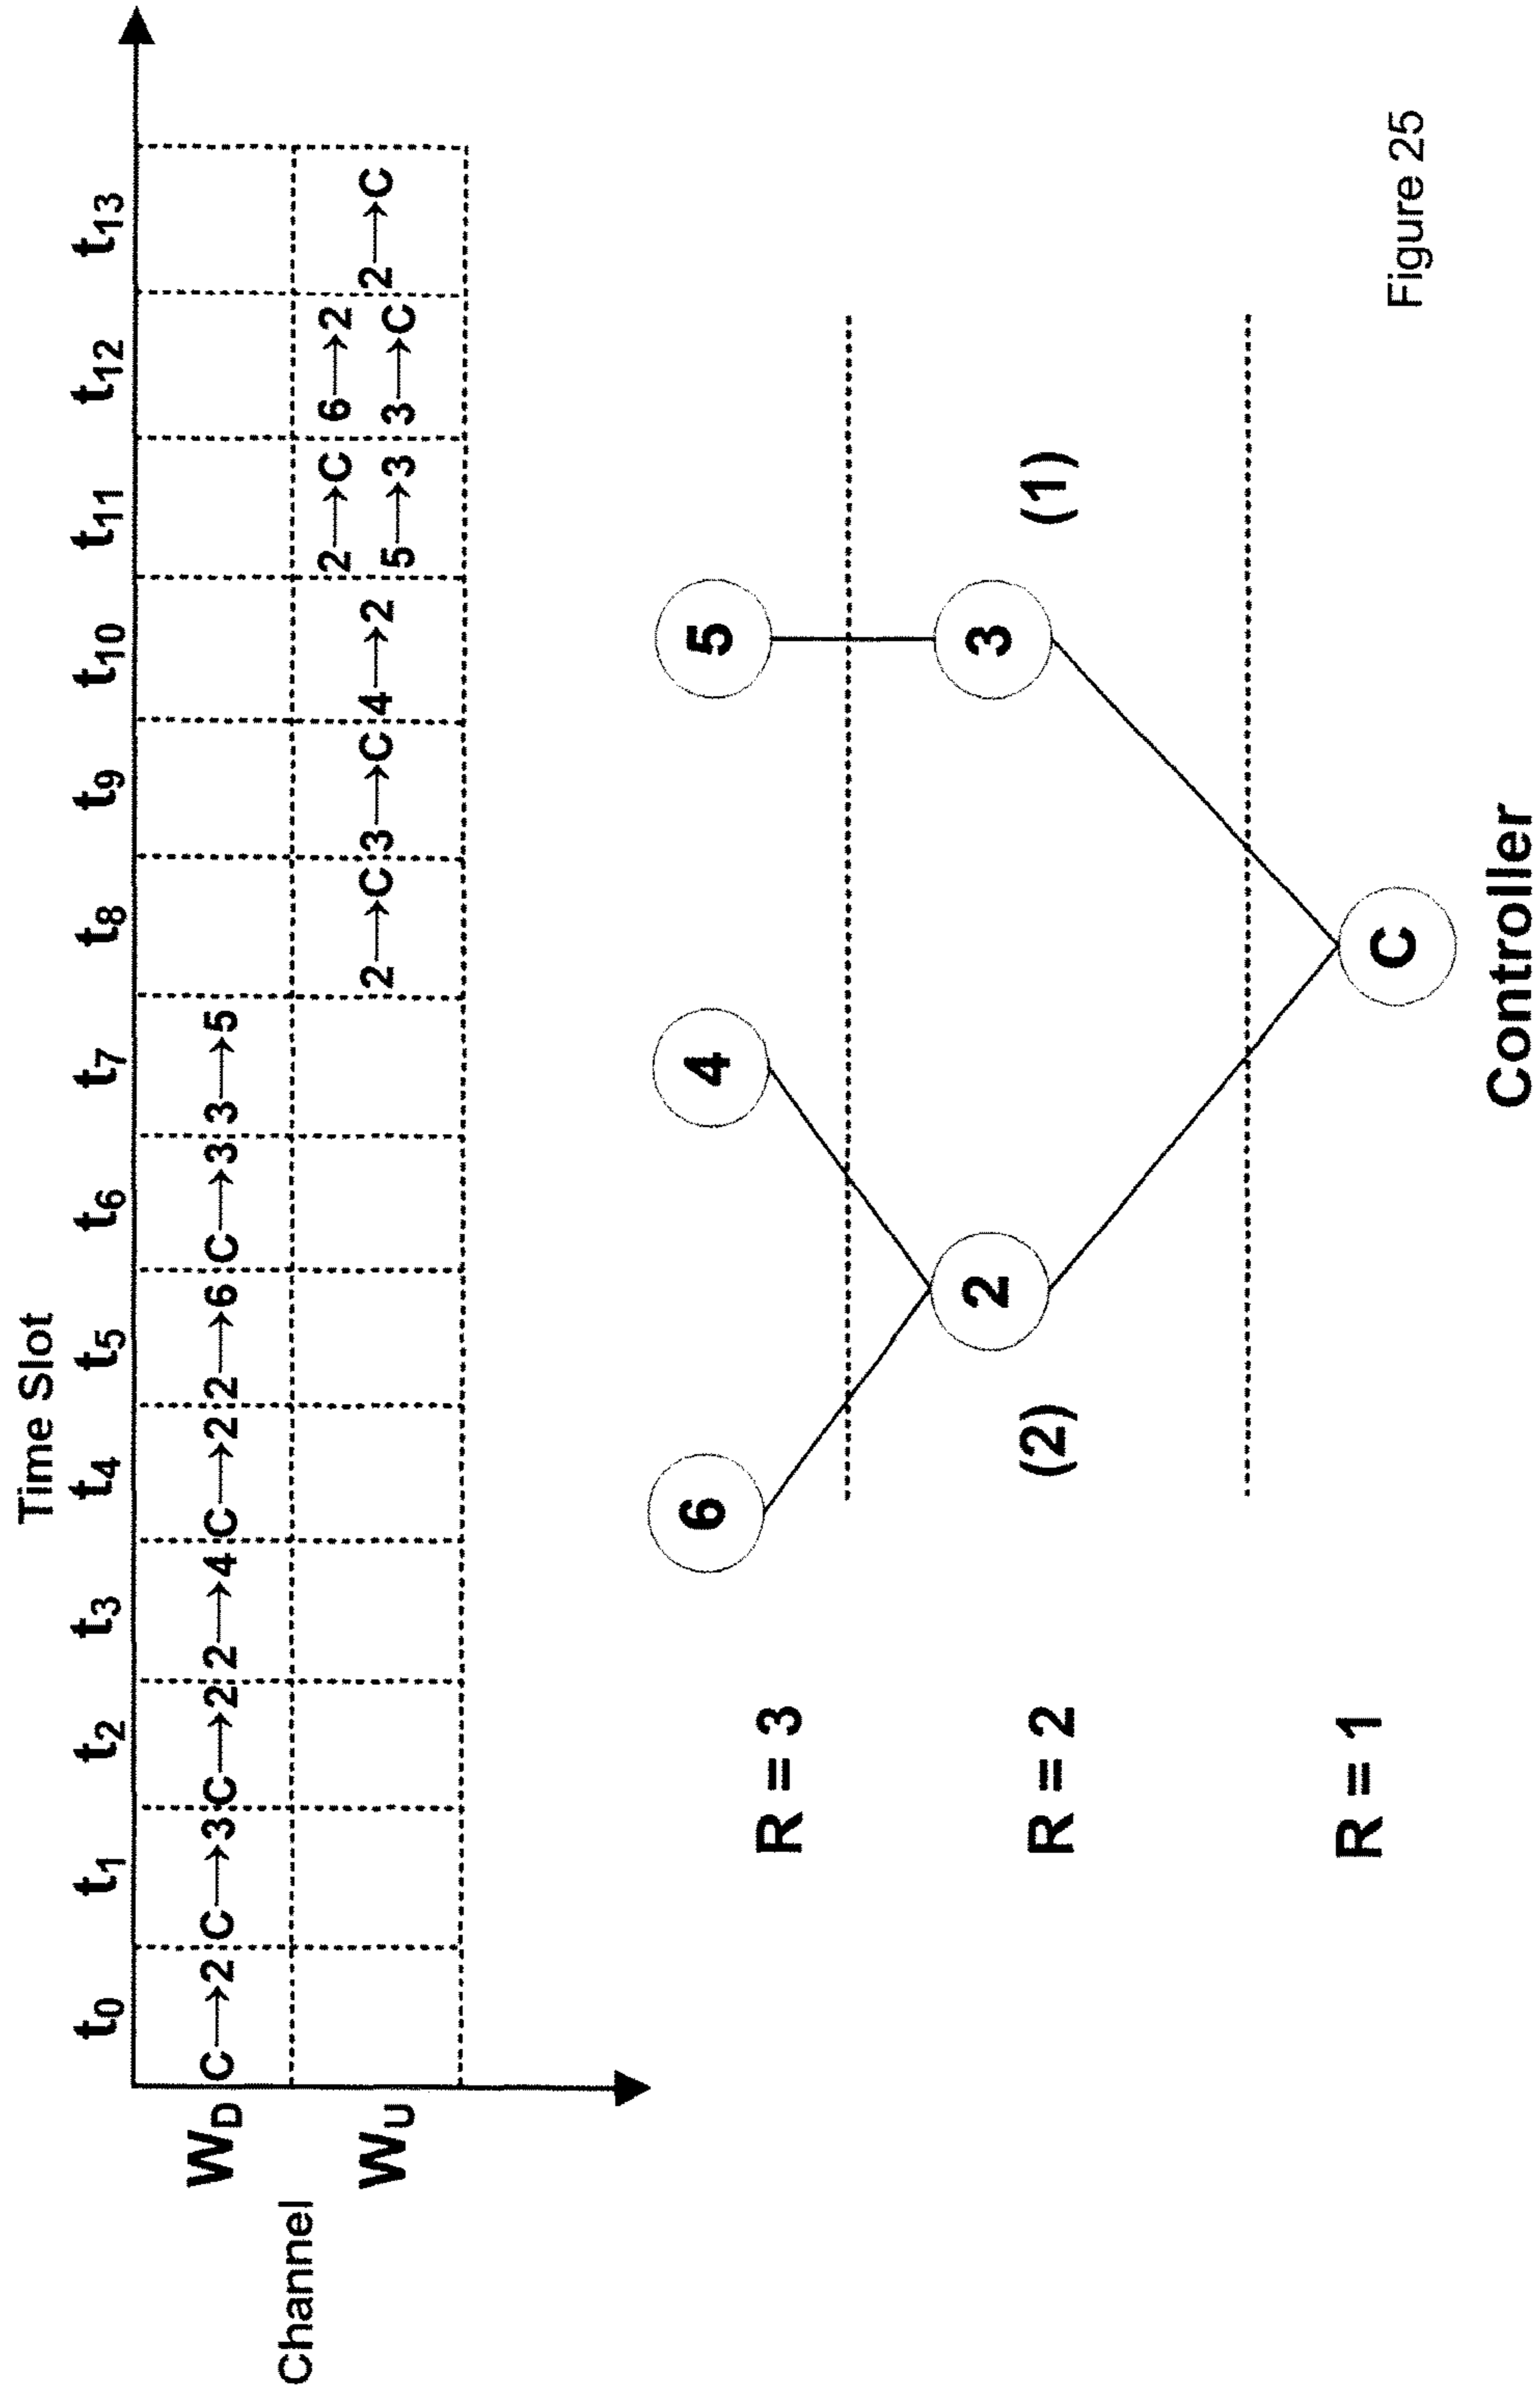 Time Slot
t0 t1 t2 t3 t4 t5 t6 t7 t8 t9 t10 t11 t12 t13
Channel
WD C→2 C→3 C→2 2→4 C→2 2→6 C→3 3→5
2→C 6→2
WU 2→C 3→C 4→2 2→C
5→3 3→C
R = 3 6 4 5
R = 2 (2) 2 3 (1)
R = 1 C
Controller
Figure 25